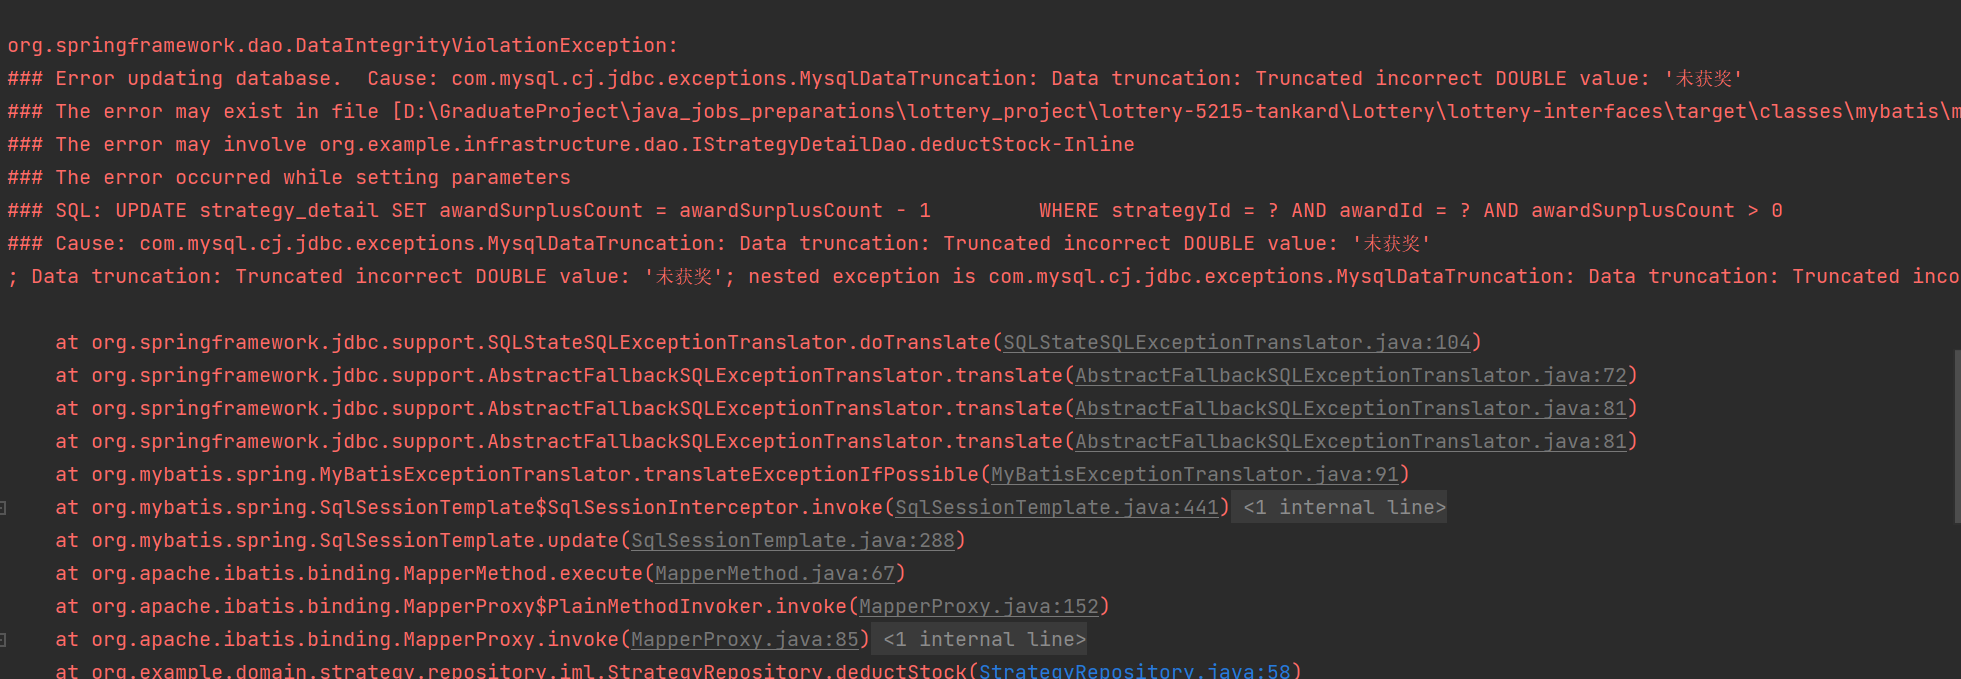 org.springframework.dao.DataIntegrityViolationException:
### Error updating database.  Cause: com.mysql.cj.jdbc.exceptions.MysqlDataTruncation: Data truncation: Truncated incorrect DOUBLE value: '未获奖'
### The error may exist in file [D:\GraduateProject\java_jobs_preparations\lottery_project\lottery-5215-tankard\Lottery\lottery-interfaces\target\classes\mybatis\m
### The error may involve org.example.infrastructure.dao.IStrategyDetailDao.deductStock-Inline
### The error occurred while setting parameters
### SQL: UPDATE strategy_detail SET awardSurplusCount = awardSurplusCount - 1         WHERE strategyId = ? AND awardId = ? AND awardSurplusCount > 0
### Cause: com.mysql.cj.jdbc.exceptions.MysqlDataTruncation: Data truncation: Truncated incorrect DOUBLE value: '未获奖'
; Data truncation: Truncated incorrect DOUBLE value: '未获奖'; nested exception is com.mysql.cj.jdbc.exceptions.MysqlDataTruncation: Data truncation: Truncated inco
at org.springframework.jdbc.support.SQLStateSQLExceptionTranslator.doTranslate(SQLStateSQLExceptionTranslator.java:104)
at org.springframework.jdbc.support.AbstractFallbackSQLExceptionTranslator.translate(AbstractFallbackSQLExceptionTranslator.java:72)
at org.springframework.jdbc.support.AbstractFallbackSQLExceptionTranslator.translate(AbstractFallbackSQLExceptionTranslator.java:81)
at org.springframework.jdbc.support.AbstractFallbackSQLExceptionTranslator.translate(AbstractFallbackSQLExceptionTranslator.java:81)
at org.mybatis.spring.MyBatisExceptionTranslator.translateExceptionIfPossible(MyBatisExceptionTranslator.java:91)
at org.mybatis.spring.SqlSessionTemplate$SqlSessionInterceptor.invoke(SqlSessionTemplate.java:441) <1 internal line>
at org.mybatis.spring.SqlSessionTemplate.update(SqlSessionTemplate.java:288)
at org.apache.ibatis.binding.MapperMethod.execute(MapperMethod.java:67)
at org.apache.ibatis.binding.MapperProxy$PlainMethodInvoker.invoke(MapperProxy.java:152)
at org.apache.ibatis.binding.MapperProxy.invoke(MapperProxy.java:85) <1 internal line>
at org.example.domain.strategy.repository.iml.StrategyRepository.deductStock(StrategyRepository.java:58)